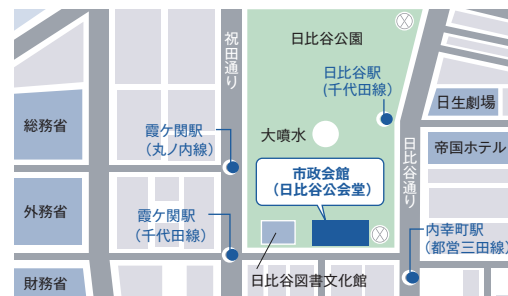 日比谷公園
祝田通り
日比谷駅
(千代田線)
日生劇場
総務省
霞ケ関駅
(丸ノ内線)
大噴水
帝国ホテル
日比谷通り
市政会館
(日比谷公会堂)
外務省
霞ケ関駅
(千代田線)
内幸町駅
(都営三田線)
日比谷図書文化館
財務省